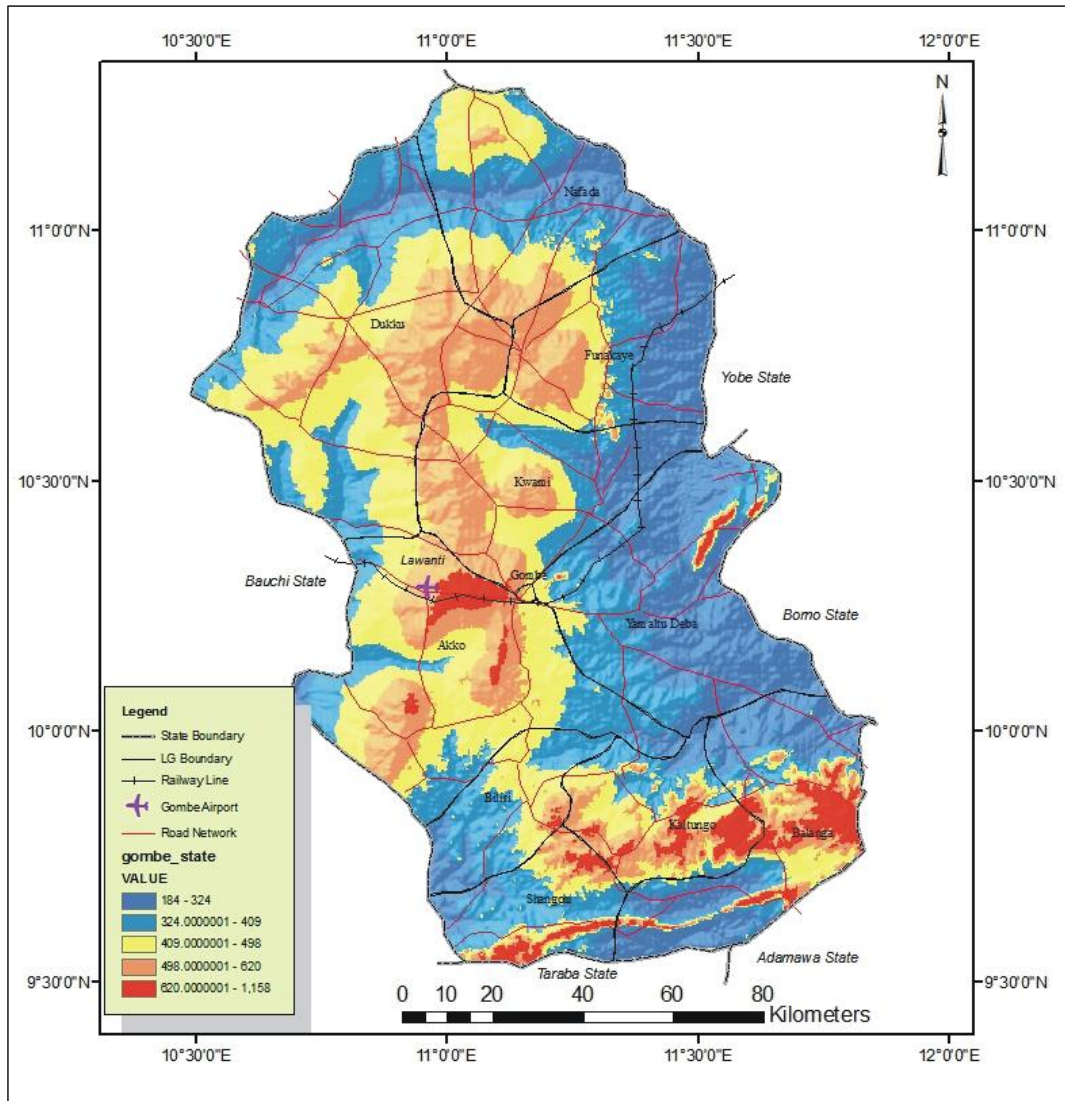 10°30'0"E
11°0'0"E
11°30'0"E
12°0'0"E
N
Nafada
11°0'0"N
11°0'0"N
Dukku
Funakaye
Yobe State
10°30'0"N
Kwami
10°30'0"N
Lawanti
Gombe
Bauchi State
Yamaltu Deba
Borno State
Akko
Legend
State Boundary
LG Boundary
Railway Line
Gombe Airport
Road Network
gombe_state
VALUE
184 - 324
324.0000001 - 409
409.0000001 - 498
498.0000001 - 620
620.0000001 - 1,158
10°0'0"N
10°0'0"N
Biliri
Kaltungo
Balanga
Shangom
Adamawa State
Taraba State
9°30'0"N
9°30'0"N
0 10 20 40 60 80
Kilometers
10°30'0"E
11°0'0"E
11°30'0"E
12°0'0"E